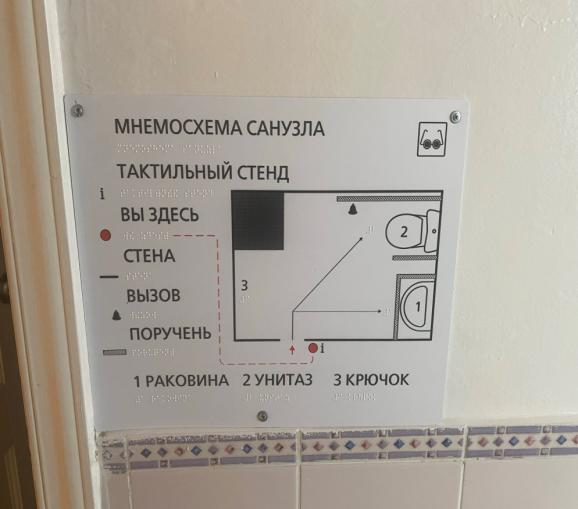 МНЕМОСХЕМА САНУЗЛА
ТАКТИЛЬНЫЙ СТЕНД
i
ВЫ ЗДЕСЬ
СТЕНА
ВЫЗОВ
ПОРУЧЕНЬ
2
3
1
i
1 РАКОВИНА 2 УНИТАЗ 3 КРЮЧОК